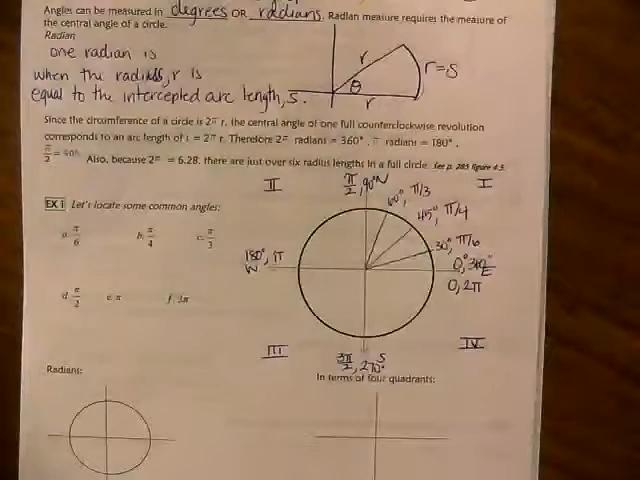 Angles can be measured in degrees OR radians. Radian measure requires the measure of
the central angle of a circle.
Radian
one radian is
when the radius, r is
equal to the intercepted arc length, s.
r
r=s
θ
r
Since the circumference of a circle is 2π r, the central angle of one full counterclockwise revolution
corresponds to an arc length of s = 2π r. Therefore 2π radians = 360°, π radians = 180°,
π/2 = 90°. Also, because 2π ≈ 6.28, there are just over six radius lengths in a full circle. See p. 283 figure 4.5
II
π/2, 90° N
I
60°, π/3
45°, π/4
EX 1 Let's locate some common angles:
a. π/6 b. π/4 c. π/3
30°, π/6
180°, π
W
0°, 360°
E
0, 2π
d. π/2 e. π f. 3π
III
IV
3π/2, 270° S
Radians:
In terms of four quadrants: